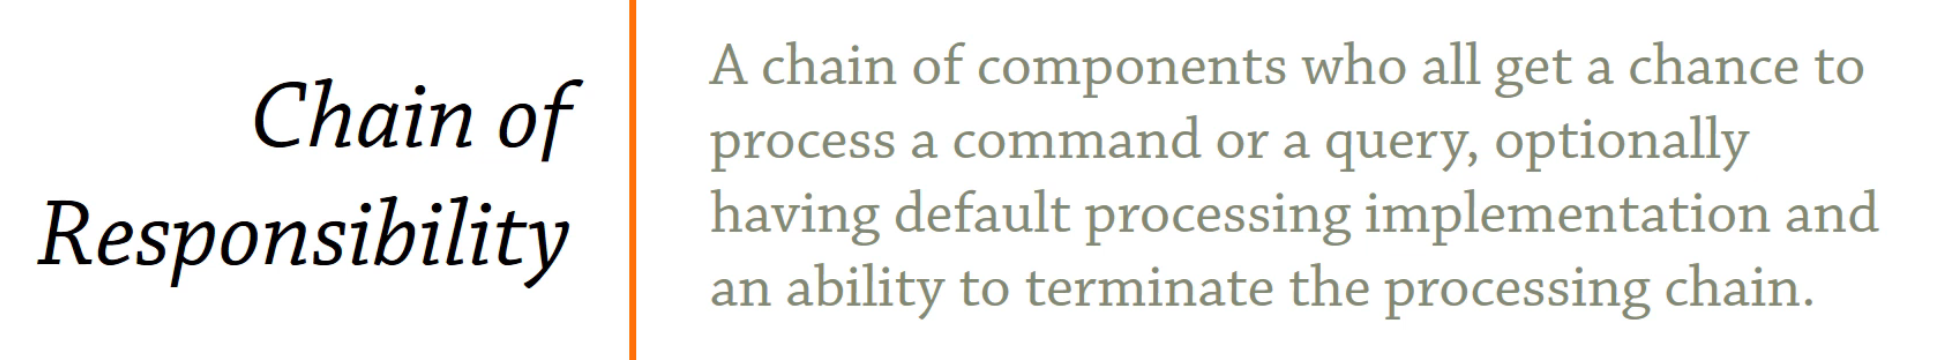 Chain of
Responsibility
A chain of components who all get a chance to
process a command or a query, optionally
having default processing implementation and
an ability to terminate the processing chain.